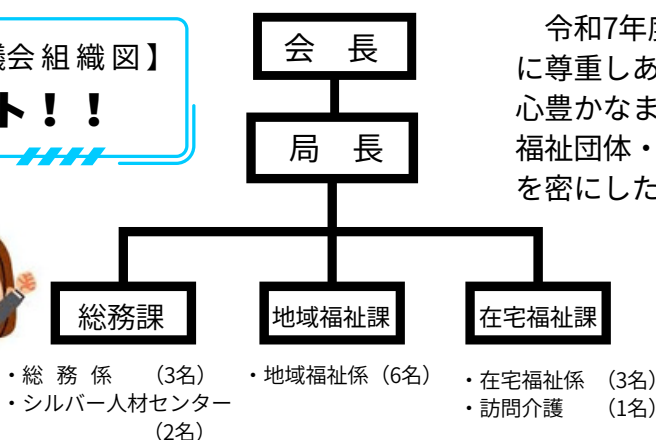 議会組織図】
ト！！
会　長
局　長
令和7年度
に尊重しあ
心豊かなま
福祉団体・
を密にした
総務課
地域福祉課
在宅福祉課
・総 務 係　（3名）
・シルバー人材センター
（2名）
・地域福祉係（6名）
・在宅福祉係　（3名）
・訪問介護　　（1名）